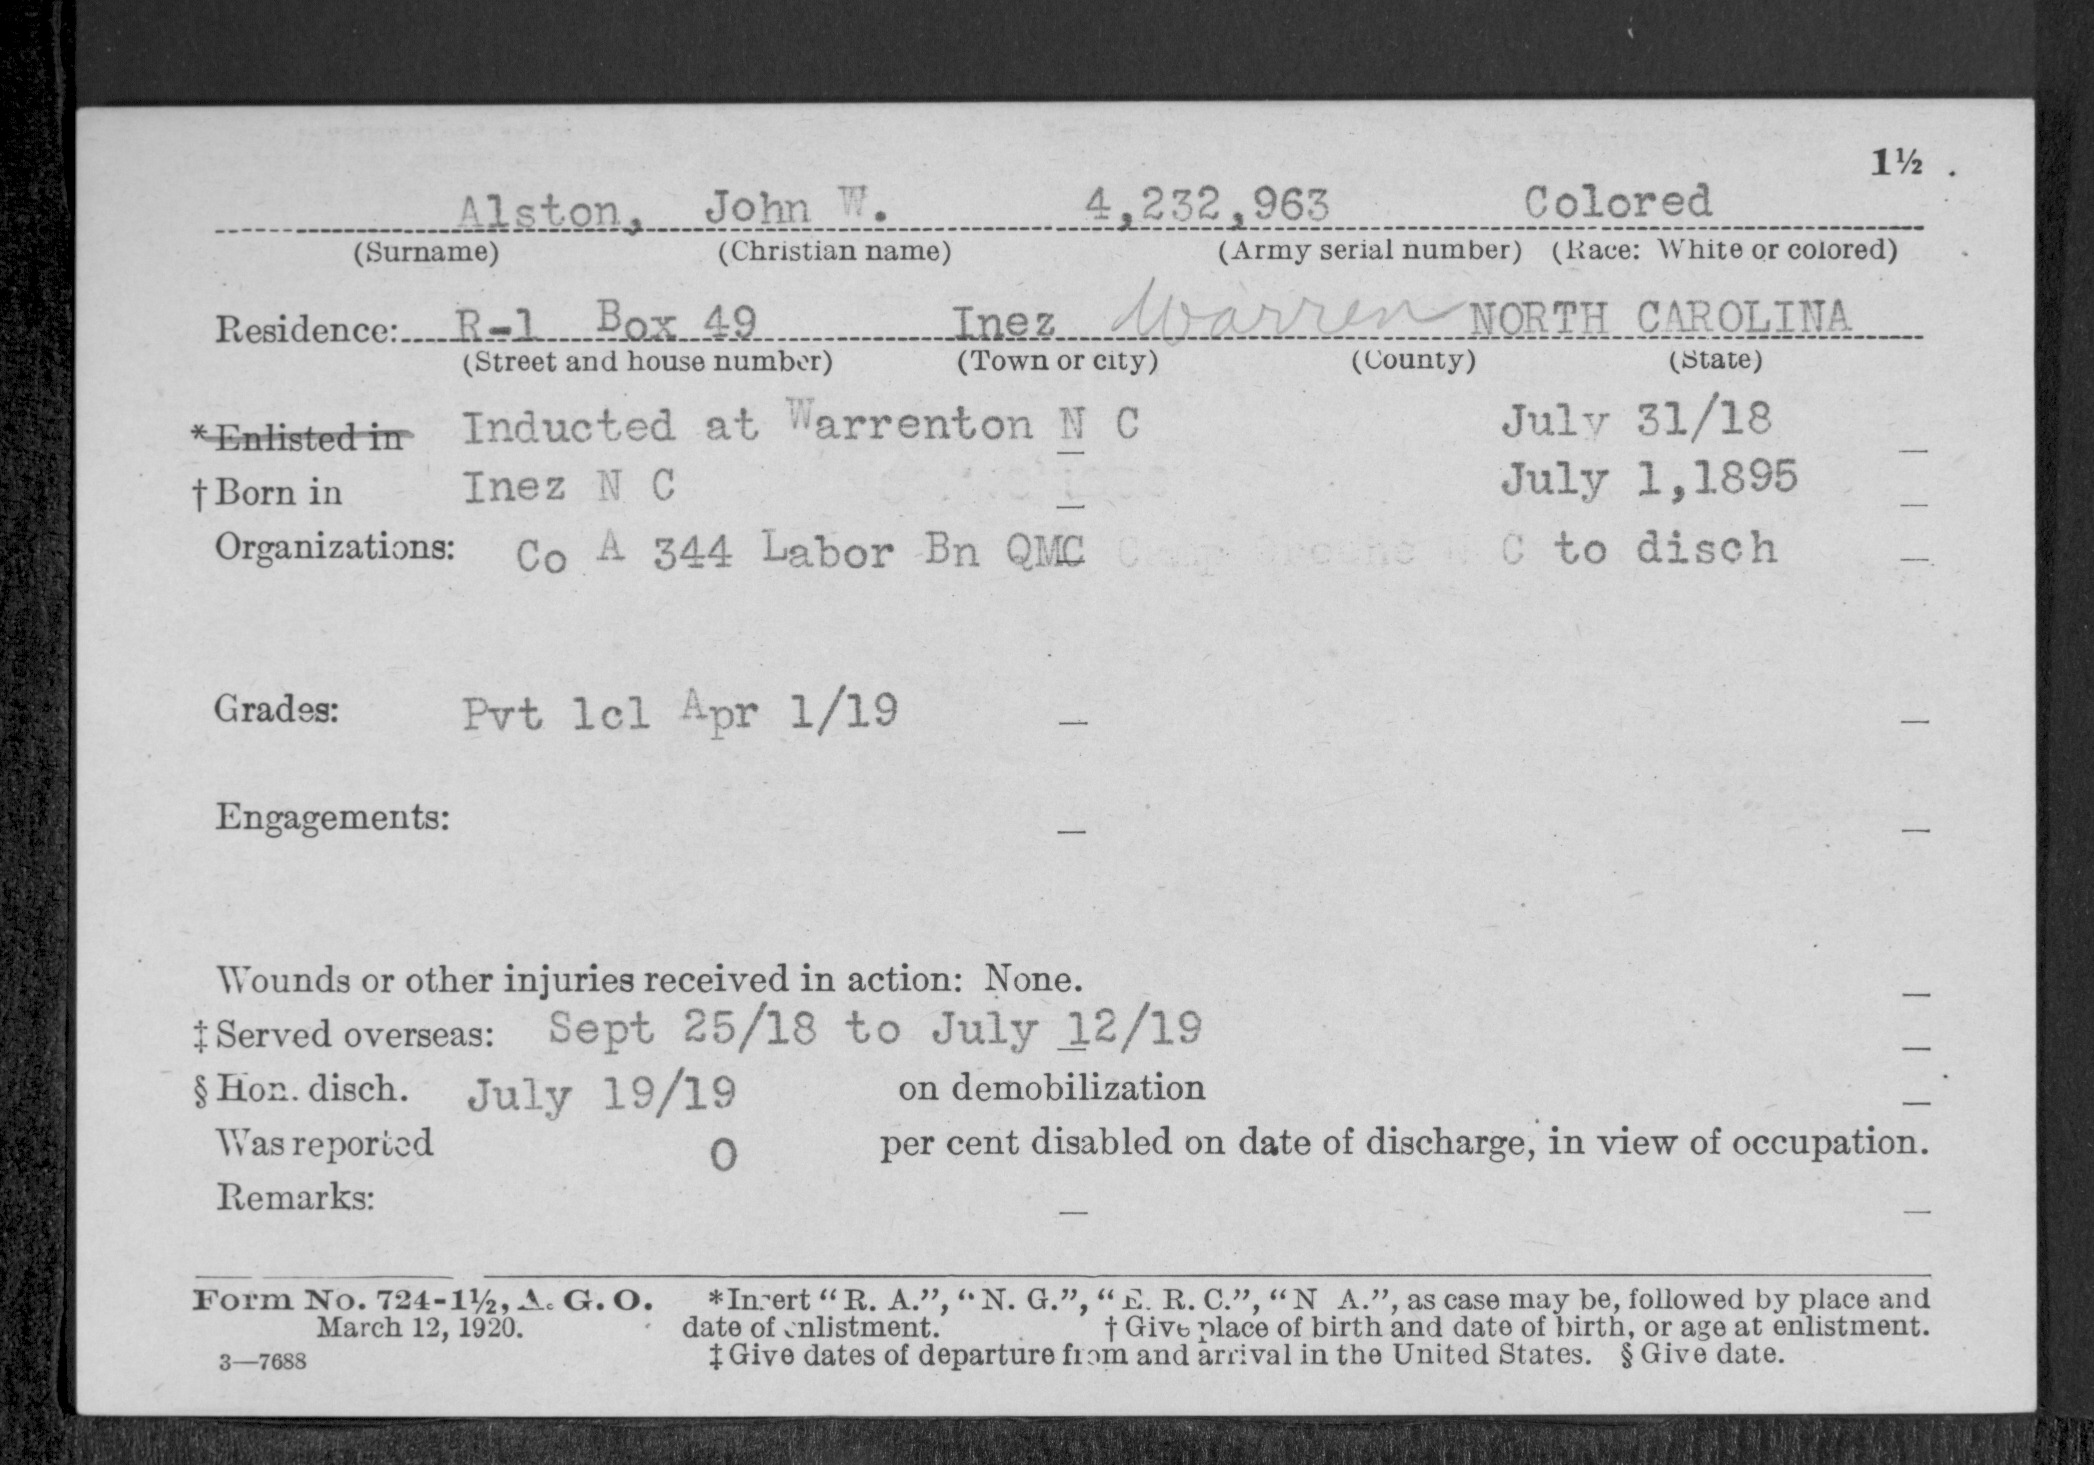 1½
Alston, John W. 4,232,963 Colored
(Surname) (Christian name) (Army serial number) (Race: White or colored)
Residence: R-1 Box 49 Inez Warren NORTH CAROLINA
(Street and house number) (Town or city) (County) (State)
*Enlisted in Inducted at Warrenton N C July 31/18
†Born in Inez N C July 1,1895
Organizations: Co A 344 Labor Bn QMC Camp Greene N C to disch
Grades: Pvt 1cl Apr 1/19
Engagements:
Wounds or other injuries received in action: None.
‡Served overseas: Sept 25/18 to July 12/19
§Hon. disch. July 19/19 on demobilization
Was reported 0 per cent disabled on date of discharge, in view of occupation.
Remarks:
Form No. 724-1½, A. G. O. *Insert "R. A.", "N. G.", "E. R. C.", "N A.", as case may be, followed by place and
March 12, 1920. date of enlistment. †Give place of birth and date of birth, or age at enlistment.
3—7688 ‡Give dates of departure from and arrival in the United States. §Give date.